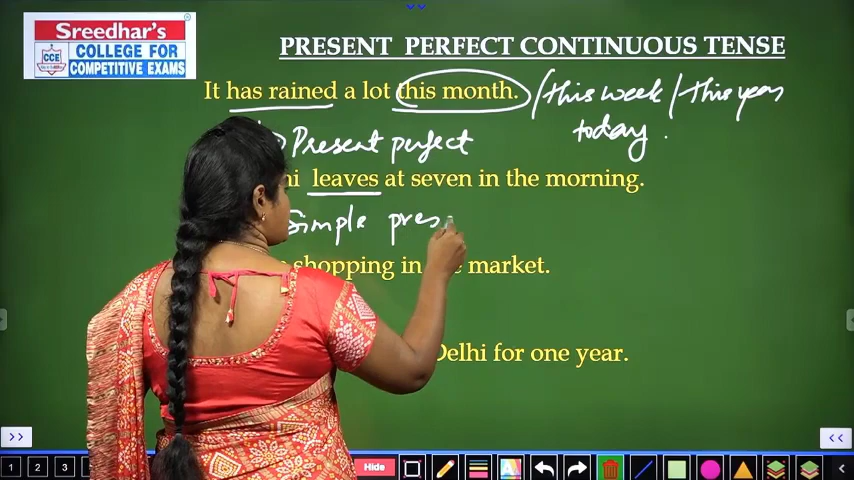 Sreedhar's
CCE
COLLEGE FOR
COMPETITIVE EXAMS
PRESENT PERFECT CONTINUOUS TENSE
It has rained a lot this month. / this week / this year
today.
Present perfect
leaves at seven in the morning.
Simple pres
shopping in market.
Delhi for one year.
>>
<<
1 2 3
Hide